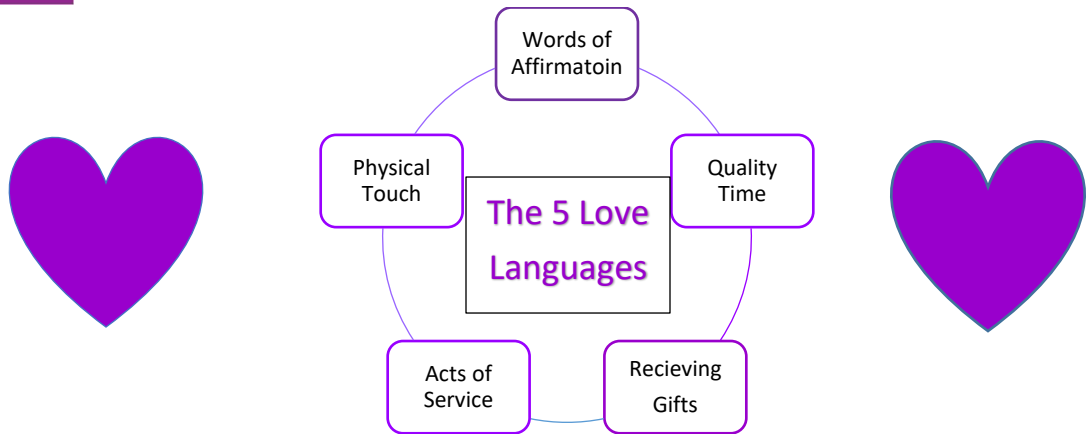 Words of
Affirmatoin
Physical
Touch
Quality
Time
The 5 Love
Languages
Acts of
Service
Recieving
Gifts